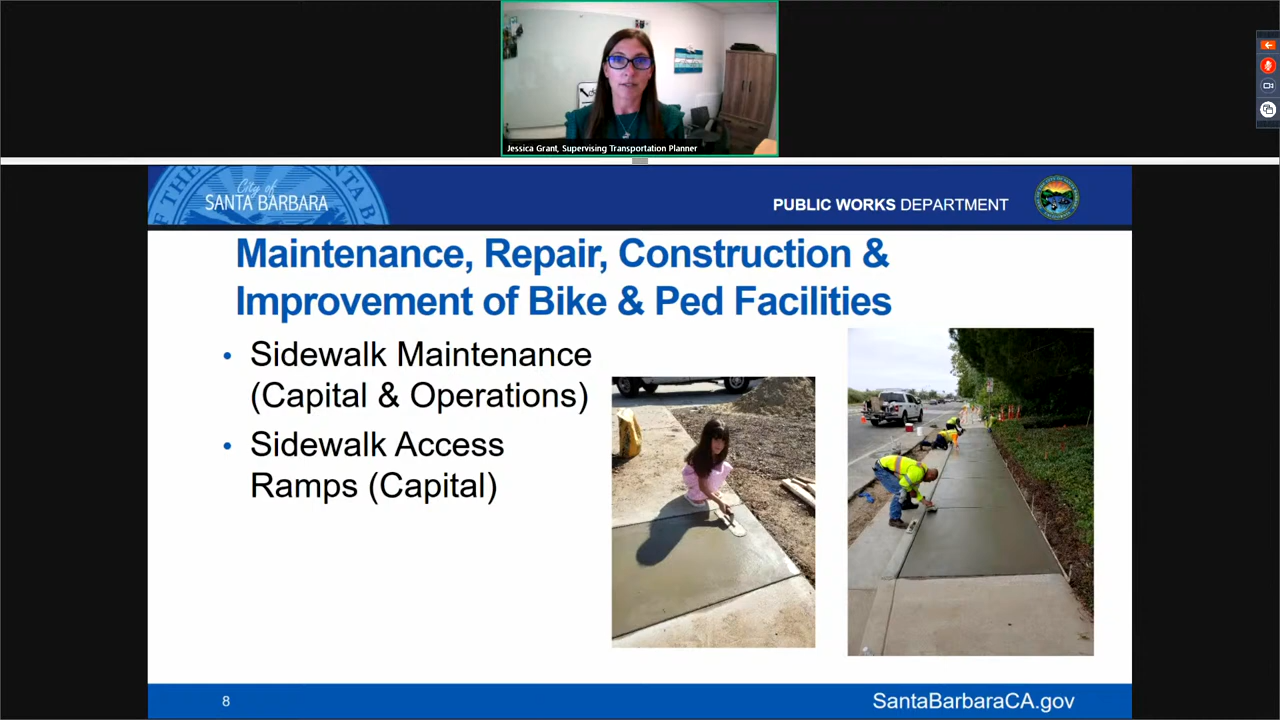 Jessica Grant, Supervising Transportation Planner
City of
SANTA BARBARA
PUBLIC WORKS DEPARTMENT
Maintenance, Repair, Construction &
Improvement of Bike & Ped Facilities
• Sidewalk Maintenance
(Capital & Operations)
• Sidewalk Access
Ramps (Capital)
8
SantaBarbaraCA.gov